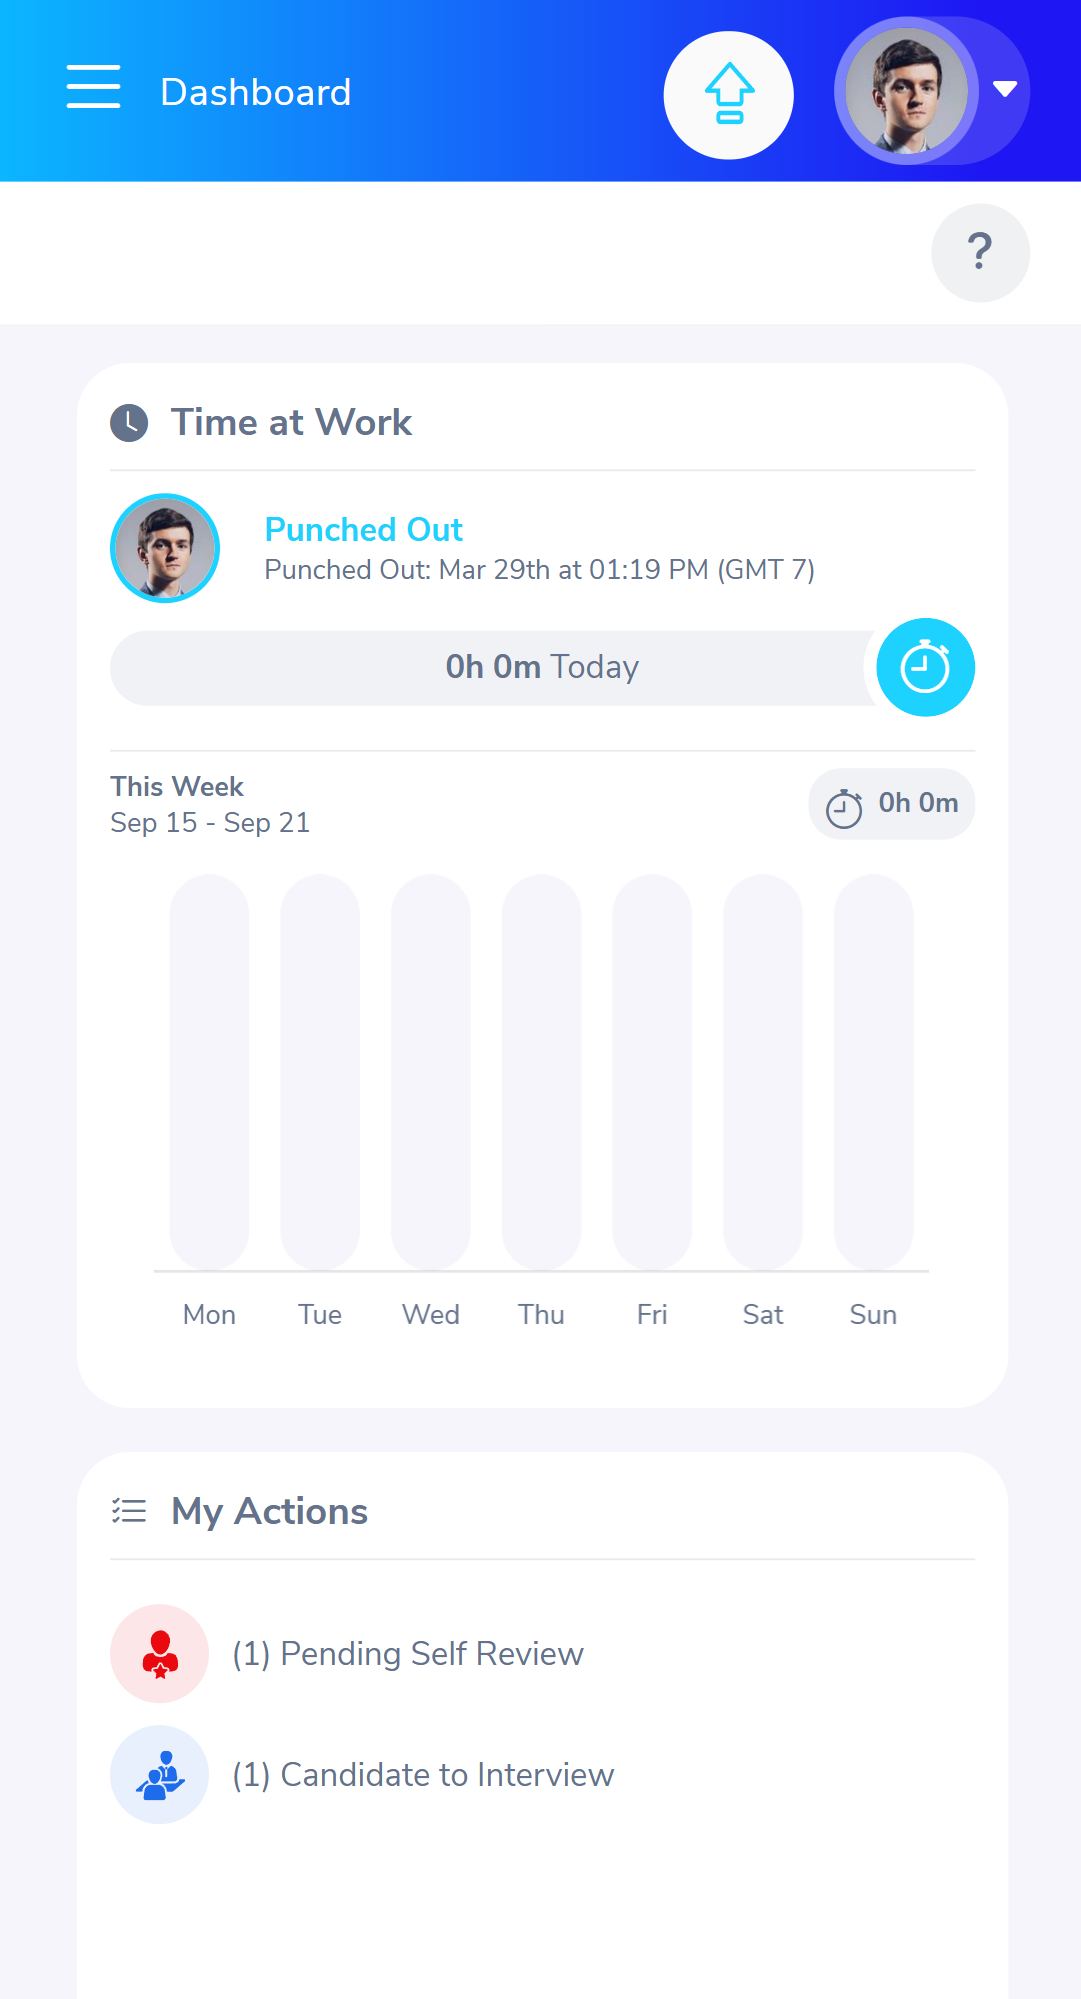 Dashboard
?
Time at Work
Punched Out
Punched Out: Mar 29th at 01:19 PM (GMT 7)
0h 0m Today
This Week
Sep 15 - Sep 21
0h 0m
Mon Tue Wed Thu Fri Sat Sun
My Actions
(1) Pending Self Review
(1) Candidate to Interview